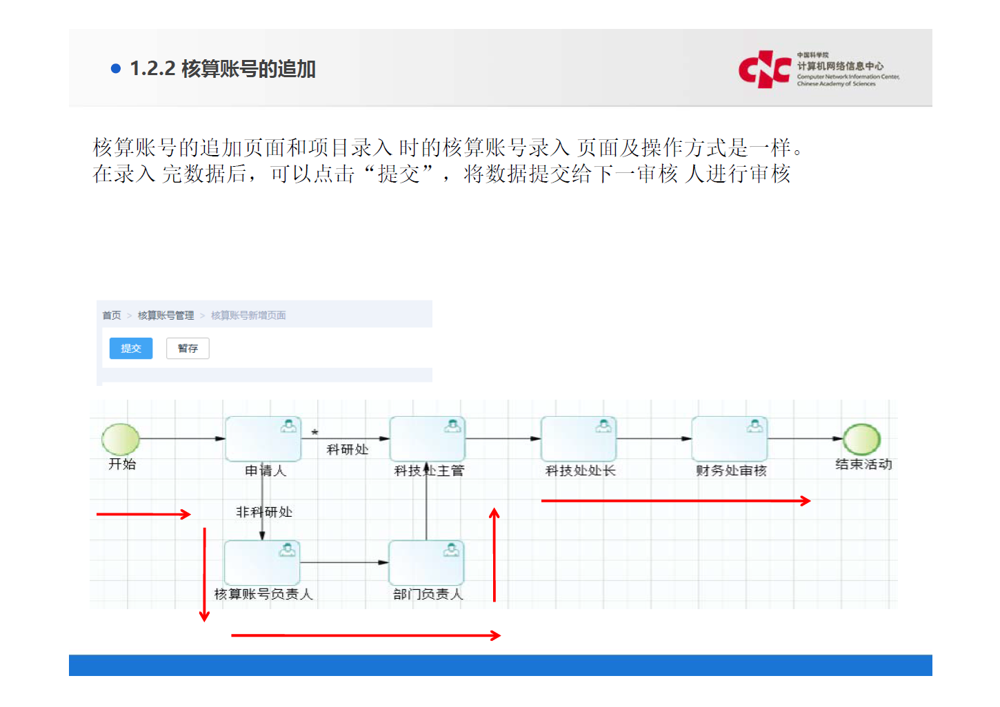 1.2.2 核算账号的追加
中国科学院
计算机网络信息中心
Computer Network Information Center,
Chinese Academy of Sciences
核算账号的追加页面和项目录入 时的核算账号录入 页面及操作方式是一样。
在录入 完数据后，可以点击“提交”，将数据提交给下一审核 人进行审核
首页 > 核算账号管理 > 核算账号新增页面
提交 暂存
* 科研处
开始 申请人 科技处主管 科技处处长 财务处审核 结束活动
非科研处
核算账号负责人 部门负责人